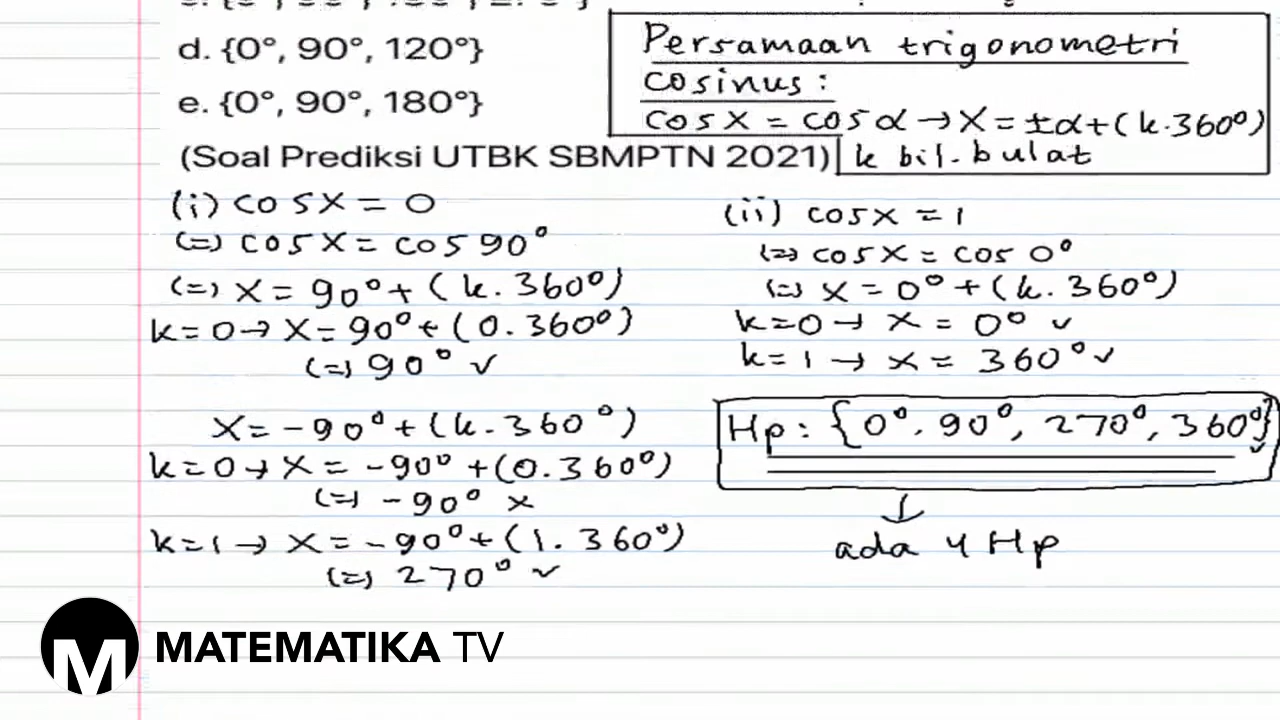 d. {0°, 90°, 120°}
e. {0°, 90°, 180°}
(Soal Prediksi UTBK SBMPTN 2021)
Persamaan trigonometri
cosinus:
cos x = cos α → x = ±α + (k.360°)
k bil. bulat
(i) cos x = 0
(=) cos x = cos 90°
(=) x = 90° + (k.360°)
k=0 → x = 90° + (0.360°)
(=) 90° ✓
x = -90° + (k.360°)
k=0 → x = -90° + (0.360°)
(=) -90° x
k=1 → x = -90° + (1.360°)
(=) 270° ✓
(ii) cos x = 1
(=) cos x = cos 0°
(=) x = 0° + (k.360°)
k=0 → x = 0° ✓
k=1 → x = 360° ✓
Hp: {0°, 90°, 270°, 360°}
↓
ada 4 Hp
M MATEMATIKA TV